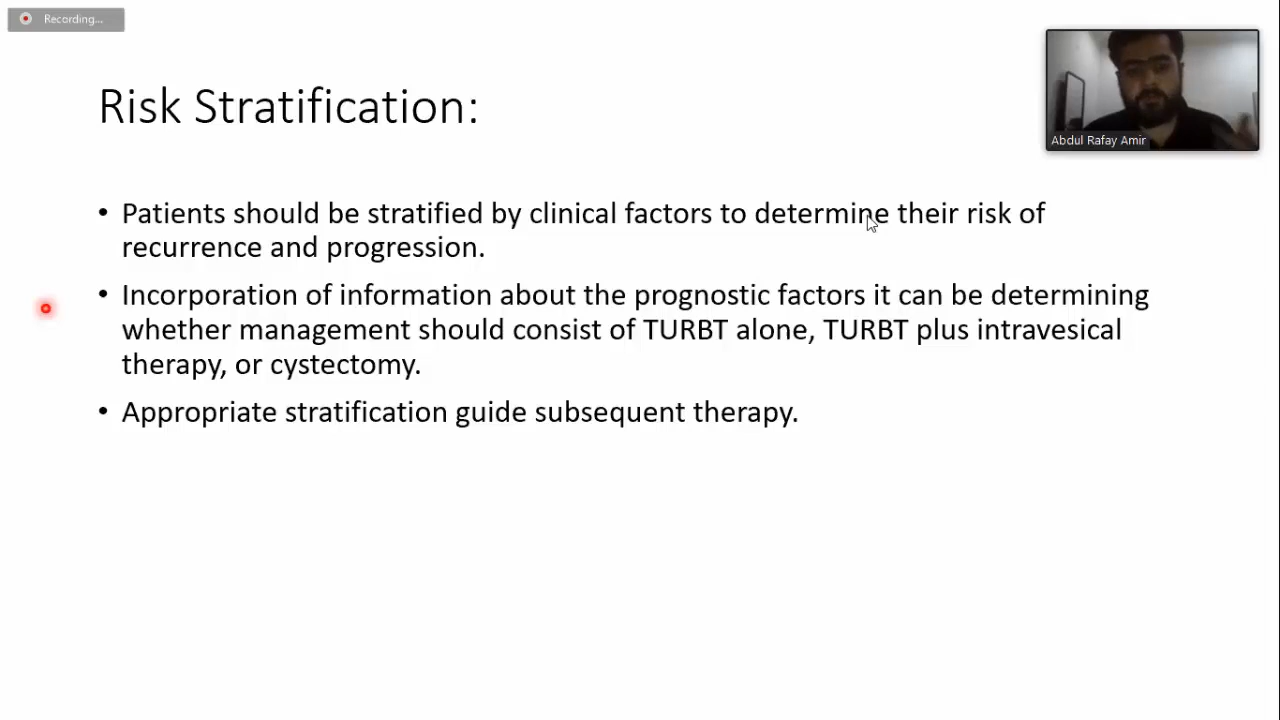 Recording...
Risk Stratification:
Abdul Rafay Amir
• Patients should be stratified by clinical factors to determine their risk of
recurrence and progression.
• Incorporation of information about the prognostic factors it can be determining
whether management should consist of TURBT alone, TURBT plus intravesical
therapy, or cystectomy.
• Appropriate stratification guide subsequent therapy.